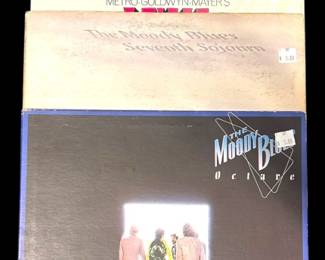 METRO-GOLDWYN-MAYER'S
The Moody Blues
Seventh Sojourn
THE
MOODY BLUES
Octave